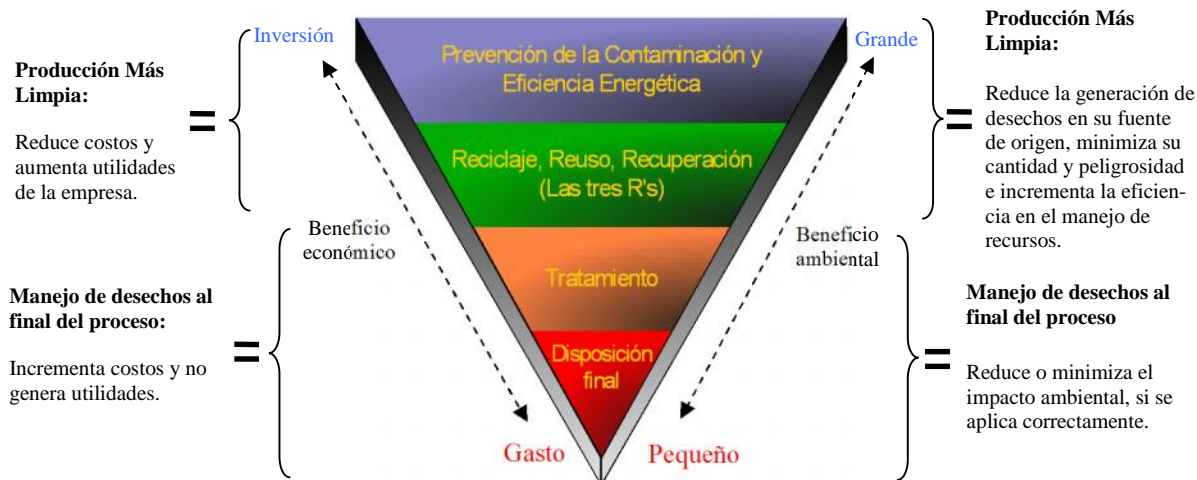 Producción Más
Limpia:
Reduce costos y
aumenta utilidades
de la empresa.
=
Manejo de desechos al
final del proceso:
Incrementa costos y no
genera utilidades.
=
Inversión
Beneficio
económico
Gasto
Prevención de la Contaminación y
Eficiencia Energética
Reciclaje, Reuso, Recuperación
(Las tres R's)
Tratamiento
Disposición
final
Grande
Beneficio
ambiental
Pequeño
=
Producción Más
Limpia:
Reduce la generación de
desechos en su fuente
de origen, minimiza su
cantidad y peligrosidad
e incrementa la eficien-
cia en el manejo de
recursos.
=
Manejo de desechos al
final del proceso
Reduce o minimiza el
impacto ambiental, si se
aplica correctamente.